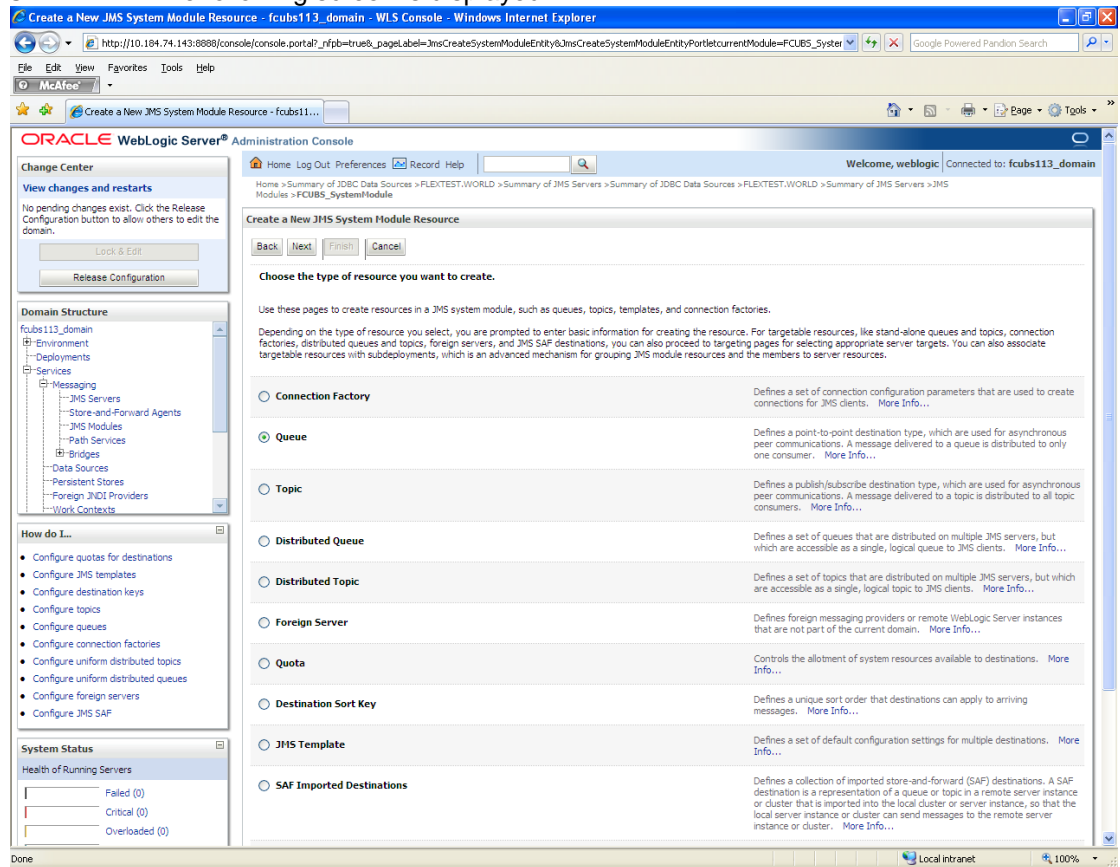 Create a New JMS System Module Resource - fcubs113_domain - WLS Console - Windows Internet Explorer
http://10.184.74.143:8888/console/console.portal?_nfpb=true&_pageLabel=JmsCreateSystemModuleEntity&JmsCreateSystemModuleEntityPortletcurrentModule=FCUBS_Syster
Google Powered Pandion Search
File Edit View Favorites Tools Help
McAfee
Create a New JMS System Module Resource - fcubs11...
Page Tools
ORACLE WebLogic Server® Administration Console
Change Center
View changes and restarts
No pending changes exist. Click the Release
Configuration button to allow others to edit the
domain.
Lock & Edit
Release Configuration
Domain Structure
fcubs113_domain
Environment
Deployments
Services
Messaging
JMS Servers
Store-and-Forward Agents
JMS Modules
Path Services
Bridges
Data Sources
Persistent Stores
Foreign JNDI Providers
Work Contexts
How do I...
Configure quotas for destinations
Configure JMS templates
Configure destination keys
Configure topics
Configure queues
Configure connection factories
Configure uniform distributed topics
Configure uniform distributed queues
Configure foreign servers
Configure JMS SAF
System Status
Health of Running Servers
Failed (0)
Critical (0)
Overloaded (0)
Home Log Out Preferences Record Help
Welcome, weblogic Connected to: fcubs113_domain
Home >Summary of JDBC Data Sources >FLEXTEST.WORLD >Summary of JMS Servers >Summary of JDBC Data Sources >FLEXTEST.WORLD >Summary of JMS Servers >JMS
Modules >FCUBS_SystemModule
Create a New JMS System Module Resource
Back Next Finish Cancel
Choose the type of resource you want to create.
Use these pages to create resources in a JMS system module, such as queues, topics, templates, and connection factories.
Depending on the type of resource you select, you are prompted to enter basic information for creating the resource. For targetable resources, like stand-alone queues and topics, connection
factories, distributed queues and topics, foreign servers, and JMS SAF destinations, you can also proceed to targeting pages for selecting appropriate server targets. You can also associate
targetable resources with subdeployments, which is an advanced mechanism for grouping JMS module resources and the members to server resources.
Connection Factory
Defines a set of connection configuration parameters that are used to create
connections for JMS clients. More Info...
Queue
Defines a point-to-point destination type, which are used for asynchronous
peer communications. A message delivered to a queue is distributed to only
one consumer. More Info...
Topic
Defines a publish/subscribe destination type, which are used for asynchronous
peer communications. A message delivered to a topic is distributed to all topic
consumers. More Info...
Distributed Queue
Defines a set of queues that are distributed on multiple JMS servers, but
which are accessible as a single, logical queue to JMS clients. More Info...
Distributed Topic
Defines a set of topics that are distributed on multiple JMS servers, but which
are accessible as a single, logical topic to JMS clients. More Info...
Foreign Server
Defines foreign messaging providers or remote WebLogic Server instances
that are not part of the current domain. More Info...
Quota
Controls the allotment of system resources available to destinations. More
Info...
Destination Sort Key
Defines a unique sort order that destinations can apply to arriving
messages. More Info...
JMS Template
Defines a set of default configuration settings for multiple destinations. More
Info...
SAF Imported Destinations
Defines a collection of imported store-and-forward (SAF) destinations. A SAF
destination is a representation of a queue or topic in a remote server instance
or cluster that is imported into the local cluster or server instance, so that the
local server instance or cluster can send messages to the remote server
instance or cluster. More Info...
Done
Local intranet
100%